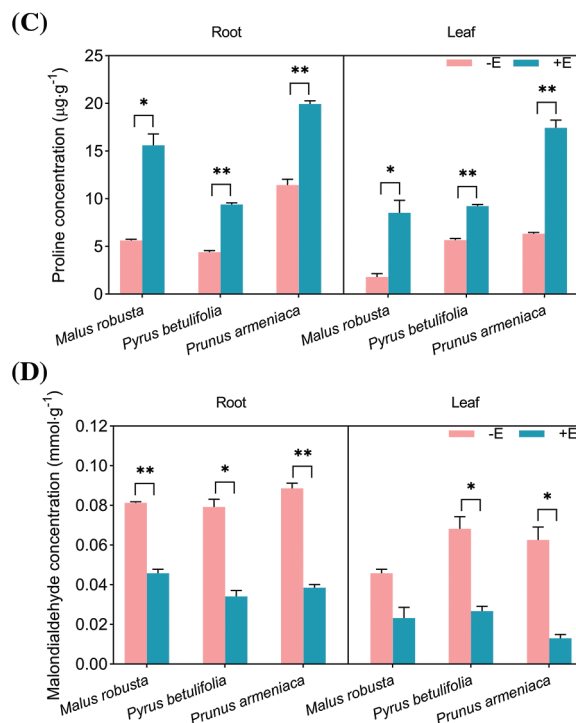 (C)
Root
Leaf
-E
+E
Proline concentration (μg·g⁻¹)
25
20
15
10
5
0
*
**
**
*
**
**
Malus robusta
Pyrus betulifolia
Prunus armeniaca
Malus robusta
Pyrus betulifolia
Prunus armeniaca
(D)
Root
Leaf
-E
+E
Malondialdehyde concentration (mmol·g⁻¹)
0.12
0.10
0.08
0.06
0.04
0.02
0.00
**
*
**
*
*
Malus robusta
Pyrus betulifolia
Prunus armeniaca
Malus robusta
Pyrus betulifolia
Prunus armeniaca